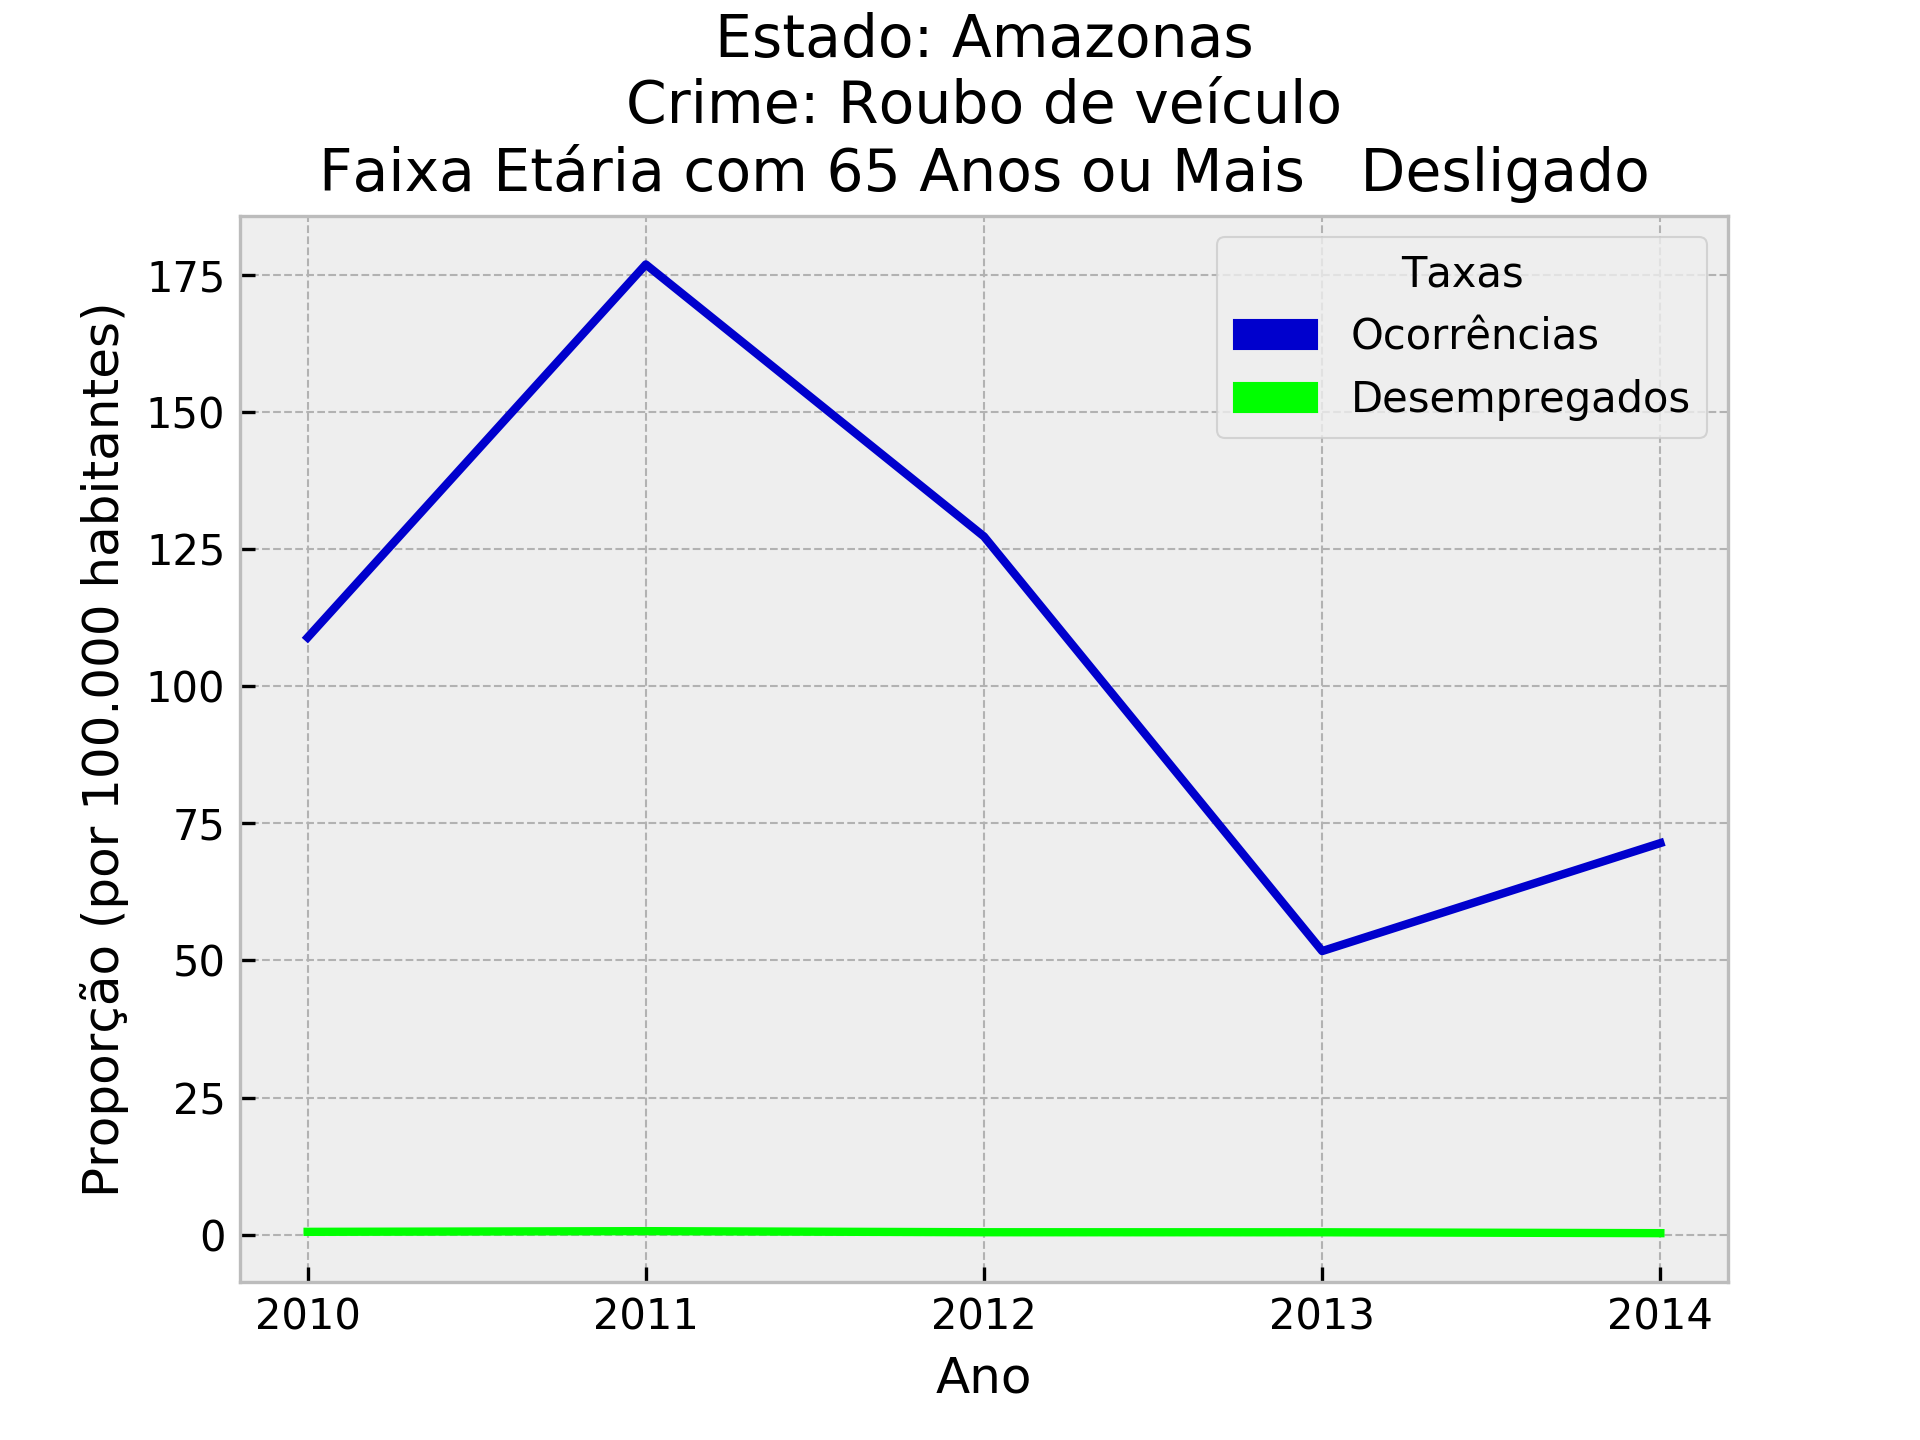 Estado: Amazonas
Crime: Roubo de veículo
Faixa Etária com 65 Anos ou Mais   Desligado
Taxas
Ocorrências
Desempregados
Proporção (por 100.000 habitantes)
175
150
125
100
75
50
25
0
2010 2011 2012 2013 2014
Ano